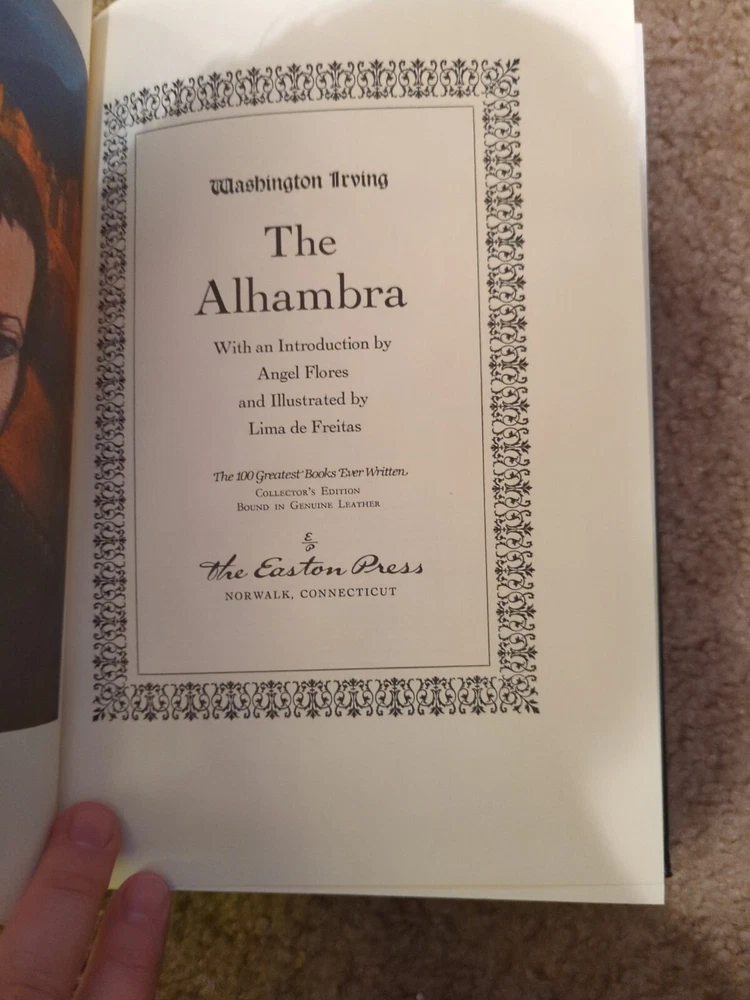 Washington Irving
The
Alhambra
With an Introduction by
Angel Flores
and Illustrated by
Lima de Freitas
The 100 Greatest Books Ever Written
COLLECTOR'S EDITION
BOUND IN GENUINE LEATHER
E
P
The Easton Press
NORWALK, CONNECTICUT